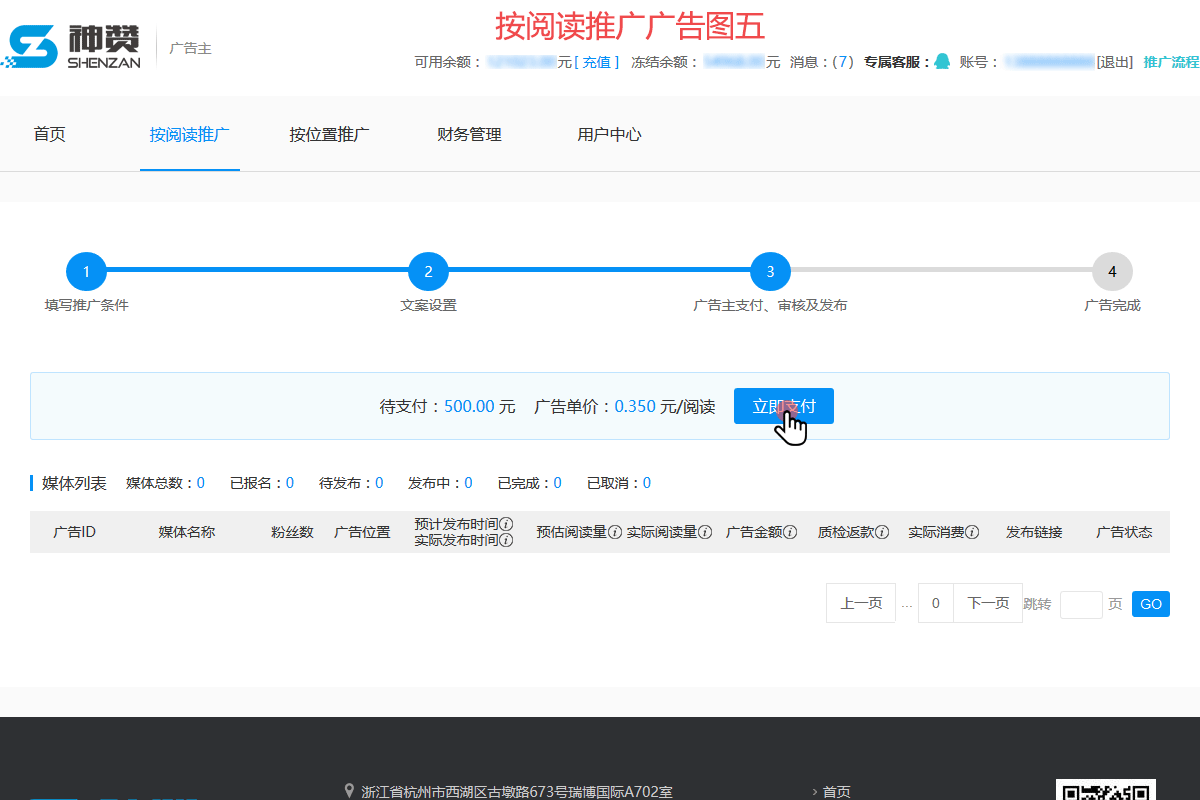 按阅读推广广告图五
神赞
SHENZAN
广告主
可用余额： 元[ 充值 ] 冻结余额： 元 消息：(7) 专属客服： 账号： [退出] 推广流程
首页 按阅读推广 按位置推广 财务管理 用户中心
1 2 3 4
填写推广条件 文案设置 广告主支付、审核及发布 广告完成
待支付：500.00 元 广告单价：0.350 元/阅读 立即支付
媒体列表 媒体总数：0 已报名：0 待发布：0 发布中：0 已完成：0 已取消：0
广告ID 媒体名称 粉丝数 广告位置 预计发布时间 预估阅读量 实际阅读量 广告金额 质检返款 实际消费 发布链接 广告状态
实际发布时间
上一页 ... 0 下一页 跳转 页 GO
浙江省杭州市西湖区古墩路673号瑞博国际A702室 › 首页